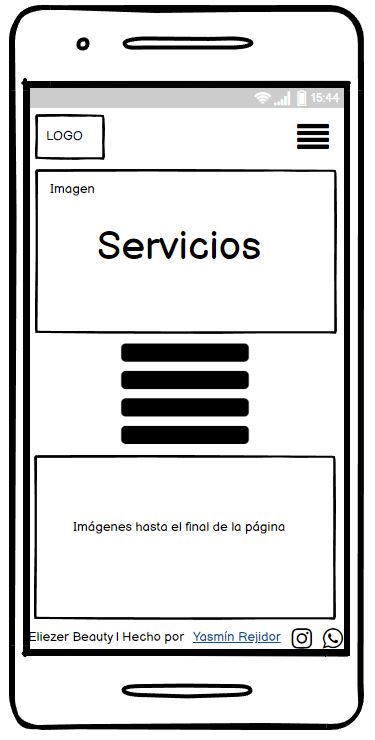 15:44
LOGO
Imagen
Servicios
Imágenes hasta el final de la página
Eliezer Beauty | Hecho por Yasmín Rejidor